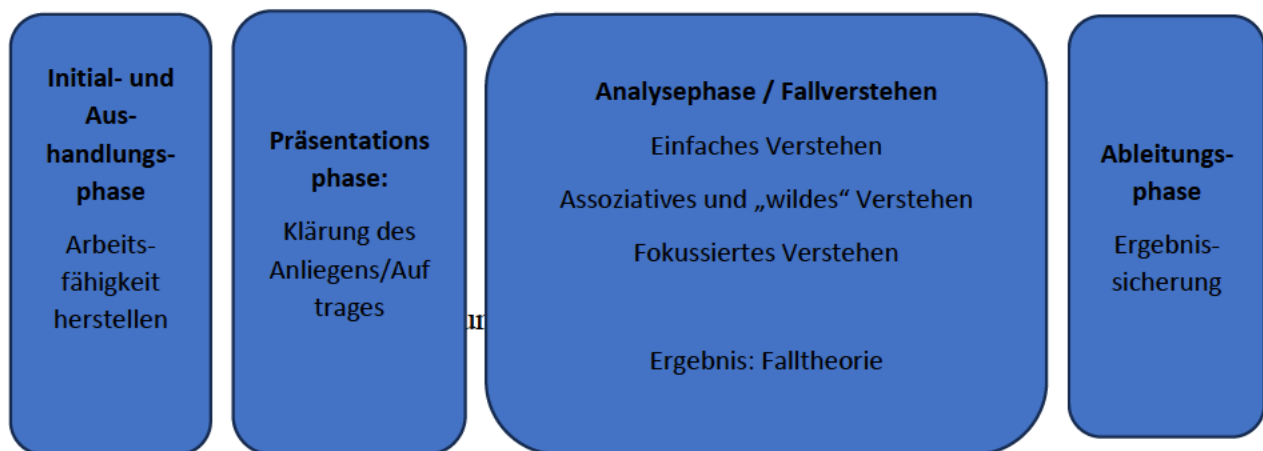 Initial- und
Aus-
handlungs-
phase
Arbeits-
fähigkeit
herstellen
Präsentations
phase:
Klärung des
Anliegens/Auf
trages
Analysephase / Fallverstehen
Einfaches Verstehen
Assoziatives und „wildes“ Verstehen
Fokussiertes Verstehen
Ergebnis: Falltheorie
Ableitungs-
phase
Ergebnis-
sicherung